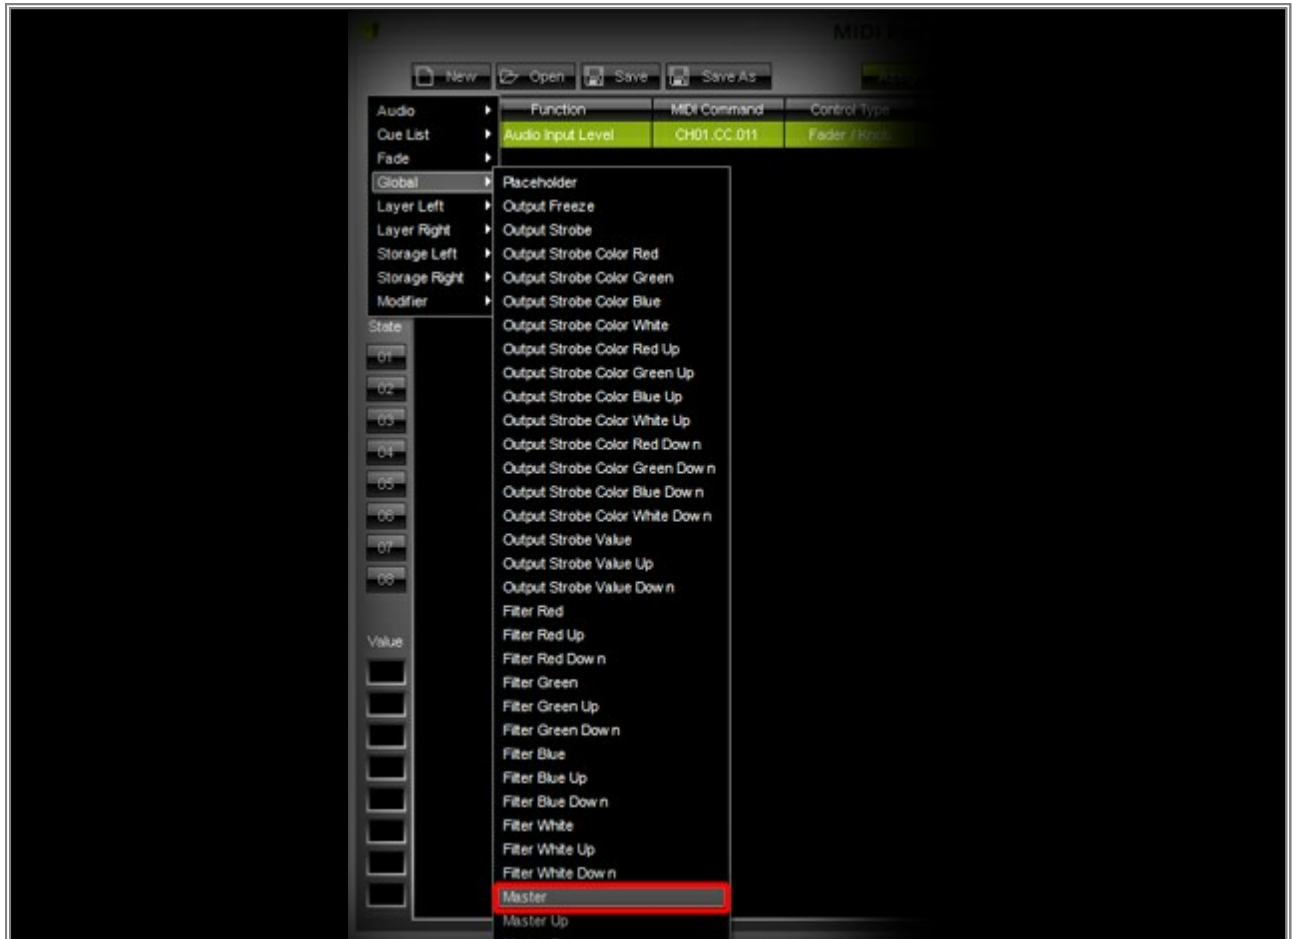 MIDI
New Open Save Save As
Function MIDI Command Control Type
Audio Input Level CH01.CC.011 Fader / Knob
Audio
Cue List
Fade
Global
Layer Left
Layer Right
Storage Left
Storage Right
Modifier
Placeholder
Output Freeze
Output Strobe
Output Strobe Color Red
Output Strobe Color Green
Output Strobe Color Blue
Output Strobe Color White
Output Strobe Color Red Up
Output Strobe Color Green Up
Output Strobe Color Blue Up
Output Strobe Color White Up
Output Strobe Color Red Down
Output Strobe Color Green Down
Output Strobe Color Blue Down
Output Strobe Color White Down
Output Strobe Value
Output Strobe Value Up
Output Strobe Value Down
Filter Red
Filter Red Up
Filter Red Down
Filter Green
Filter Green Up
Filter Green Down
Filter Blue
Filter Blue Up
Filter Blue Down
Filter White
Filter White Up
Filter White Down
Master
Master Up
State
01
02
03
04
05
06
07
08
Value